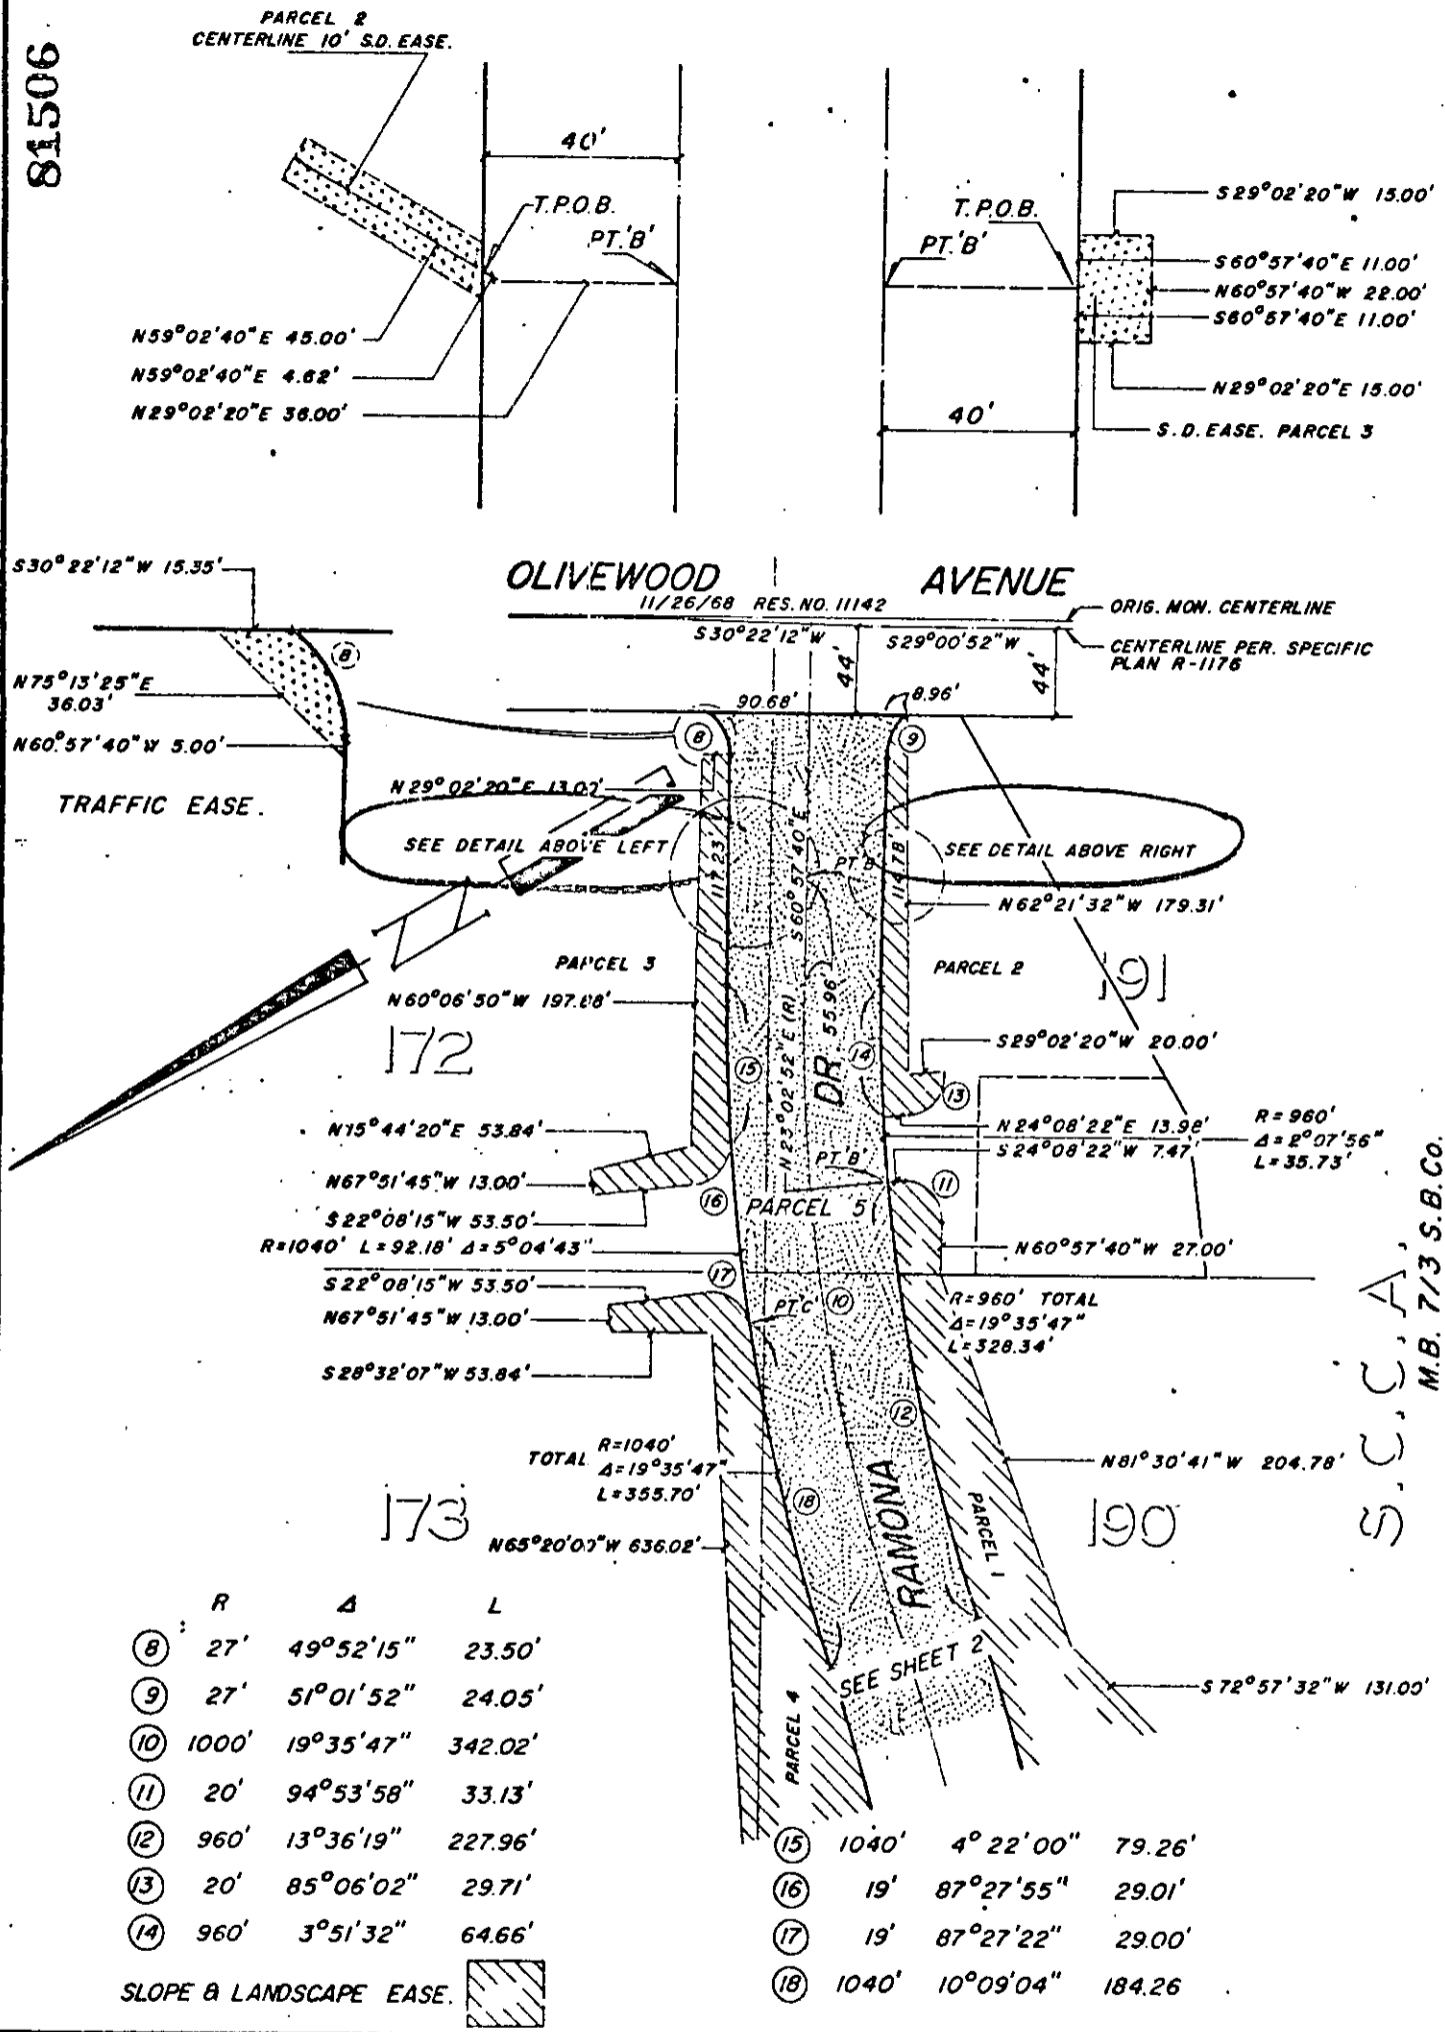 81506
PARCEL 2
CENTERLINE 10' S.D. EASE.
40'
T.P.O.B.
PT.'B'
N59°02'40"E 45.00'
N59°02'40"E 4.62'
N29°02'20"E 36.00'
T.P.O.B.
PT.'B'
40'
S29°02'20"W 15.00'
S60°57'40"E 11.00'
N60°57'40"W 22.00'
S60°57'40"E 11.00'
N29°02'20"E 15.00'
S.D. EASE. PARCEL 3
S30°22'12"W 15.35'
8
N75°13'25"E
36.03'
N60°57'40"W 5.00'
TRAFFIC EASE.
OLIVEWOOD AVENUE
11/26/68 RES. NO. 11142
S30°22'12"W
S29°00'52"W
ORIG. MON. CENTERLINE
CENTERLINE PER. SPECIFIC
PLAN R-1176
44'
44'
90.68'
8.96'
8
9
N29°02'20"E 13.00'
SEE DETAIL ABOVE LEFT
SEE DETAIL ABOVE RIGHT
117.23'
S60°57'40"E
PT.'B'
114.78'
N62°21'32"W 179.31'
PARCEL 3
PARCEL 2
191
N60°06'50"W 197.08'
172
N23°02'52"E (R)
55.96'
S29°02'20"W 20.00'
15
14
13
N15°44'20"E 53.84'
N24°08'22"E 13.98'
S24°08'22"W 7.47'
R=960'
Δ=2°07'56"
L=35.73'
N67°51'45"W 13.00'
PT.'B'
11
S22°08'15"W 53.50'
16
PARCEL 5
R=1040' L=92.18' Δ=5°04'43"
N60°57'40"W 27.00'
S22°08'15"W 53.50'
17
N67°51'45"W 13.00'
PT.'C'
10
R=960' TOTAL
Δ=19°35'47"
L=328.34'
S28°32'07"W 53.84'
S.C.C.A,
M.B. 7/3 S.B.Co.
12
TOTAL
R=1040'
Δ=19°35'47"
L=355.70'
N81°30'41"W 204.78'
18
173
190
N65°20'00"W 636.02'
RAMONA DR.
PARCEL 1
SEE SHEET 2
S72°57'32"W 131.00'
PARCEL 4
R Δ L
8 27' 49°52'15" 23.50'
9 27' 51°01'52" 24.05'
10 1000' 19°35'47" 342.02'
11 20' 94°53'58" 33.13'
12 960' 13°36'19" 227.96'
13 20' 85°06'02" 29.71'
14 960' 3°51'32" 64.66'
15 1040' 4°22'00" 79.26'
16 19' 87°27'55" 29.01'
17 19' 87°27'22" 29.00'
18 1040' 10°09'04" 184.26
SLOPE & LANDSCAPE EASE.